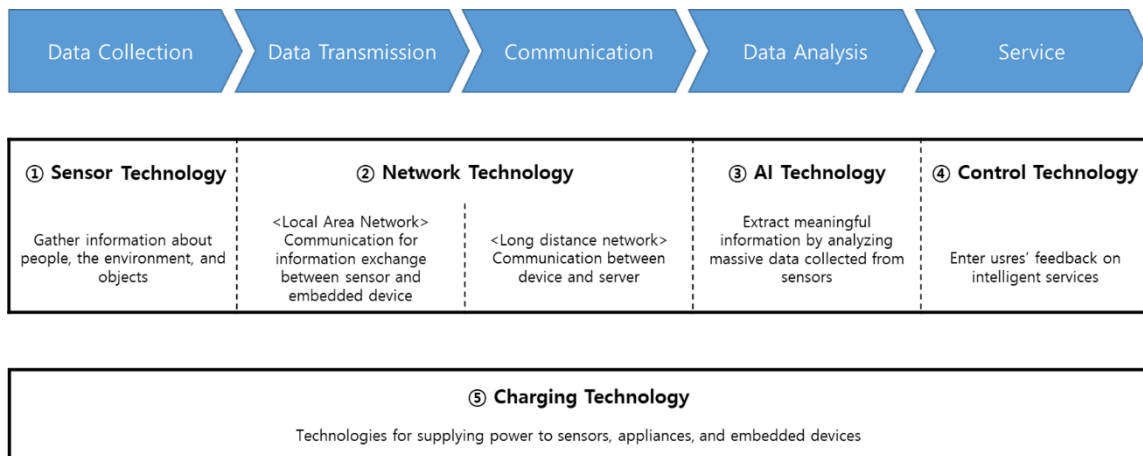 Data Collection
Data Transmission
Communication
Data Analysis
Service
① Sensor Technology
Gather information about
people, the environment, and
objects
② Network Technology
<Local Area Network>
Communication for
information exchange
between sensor and
embedded device
<Long distance network>
Communication between
device and server
③ AI Technology
Extract meaningful
information by analyzing
massive data collected from
sensors
④ Control Technology
Enter usres’ feedback on
intelligent services
⑤ Charging Technology
Technologies for supplying power to sensors, appliances, and embedded devices